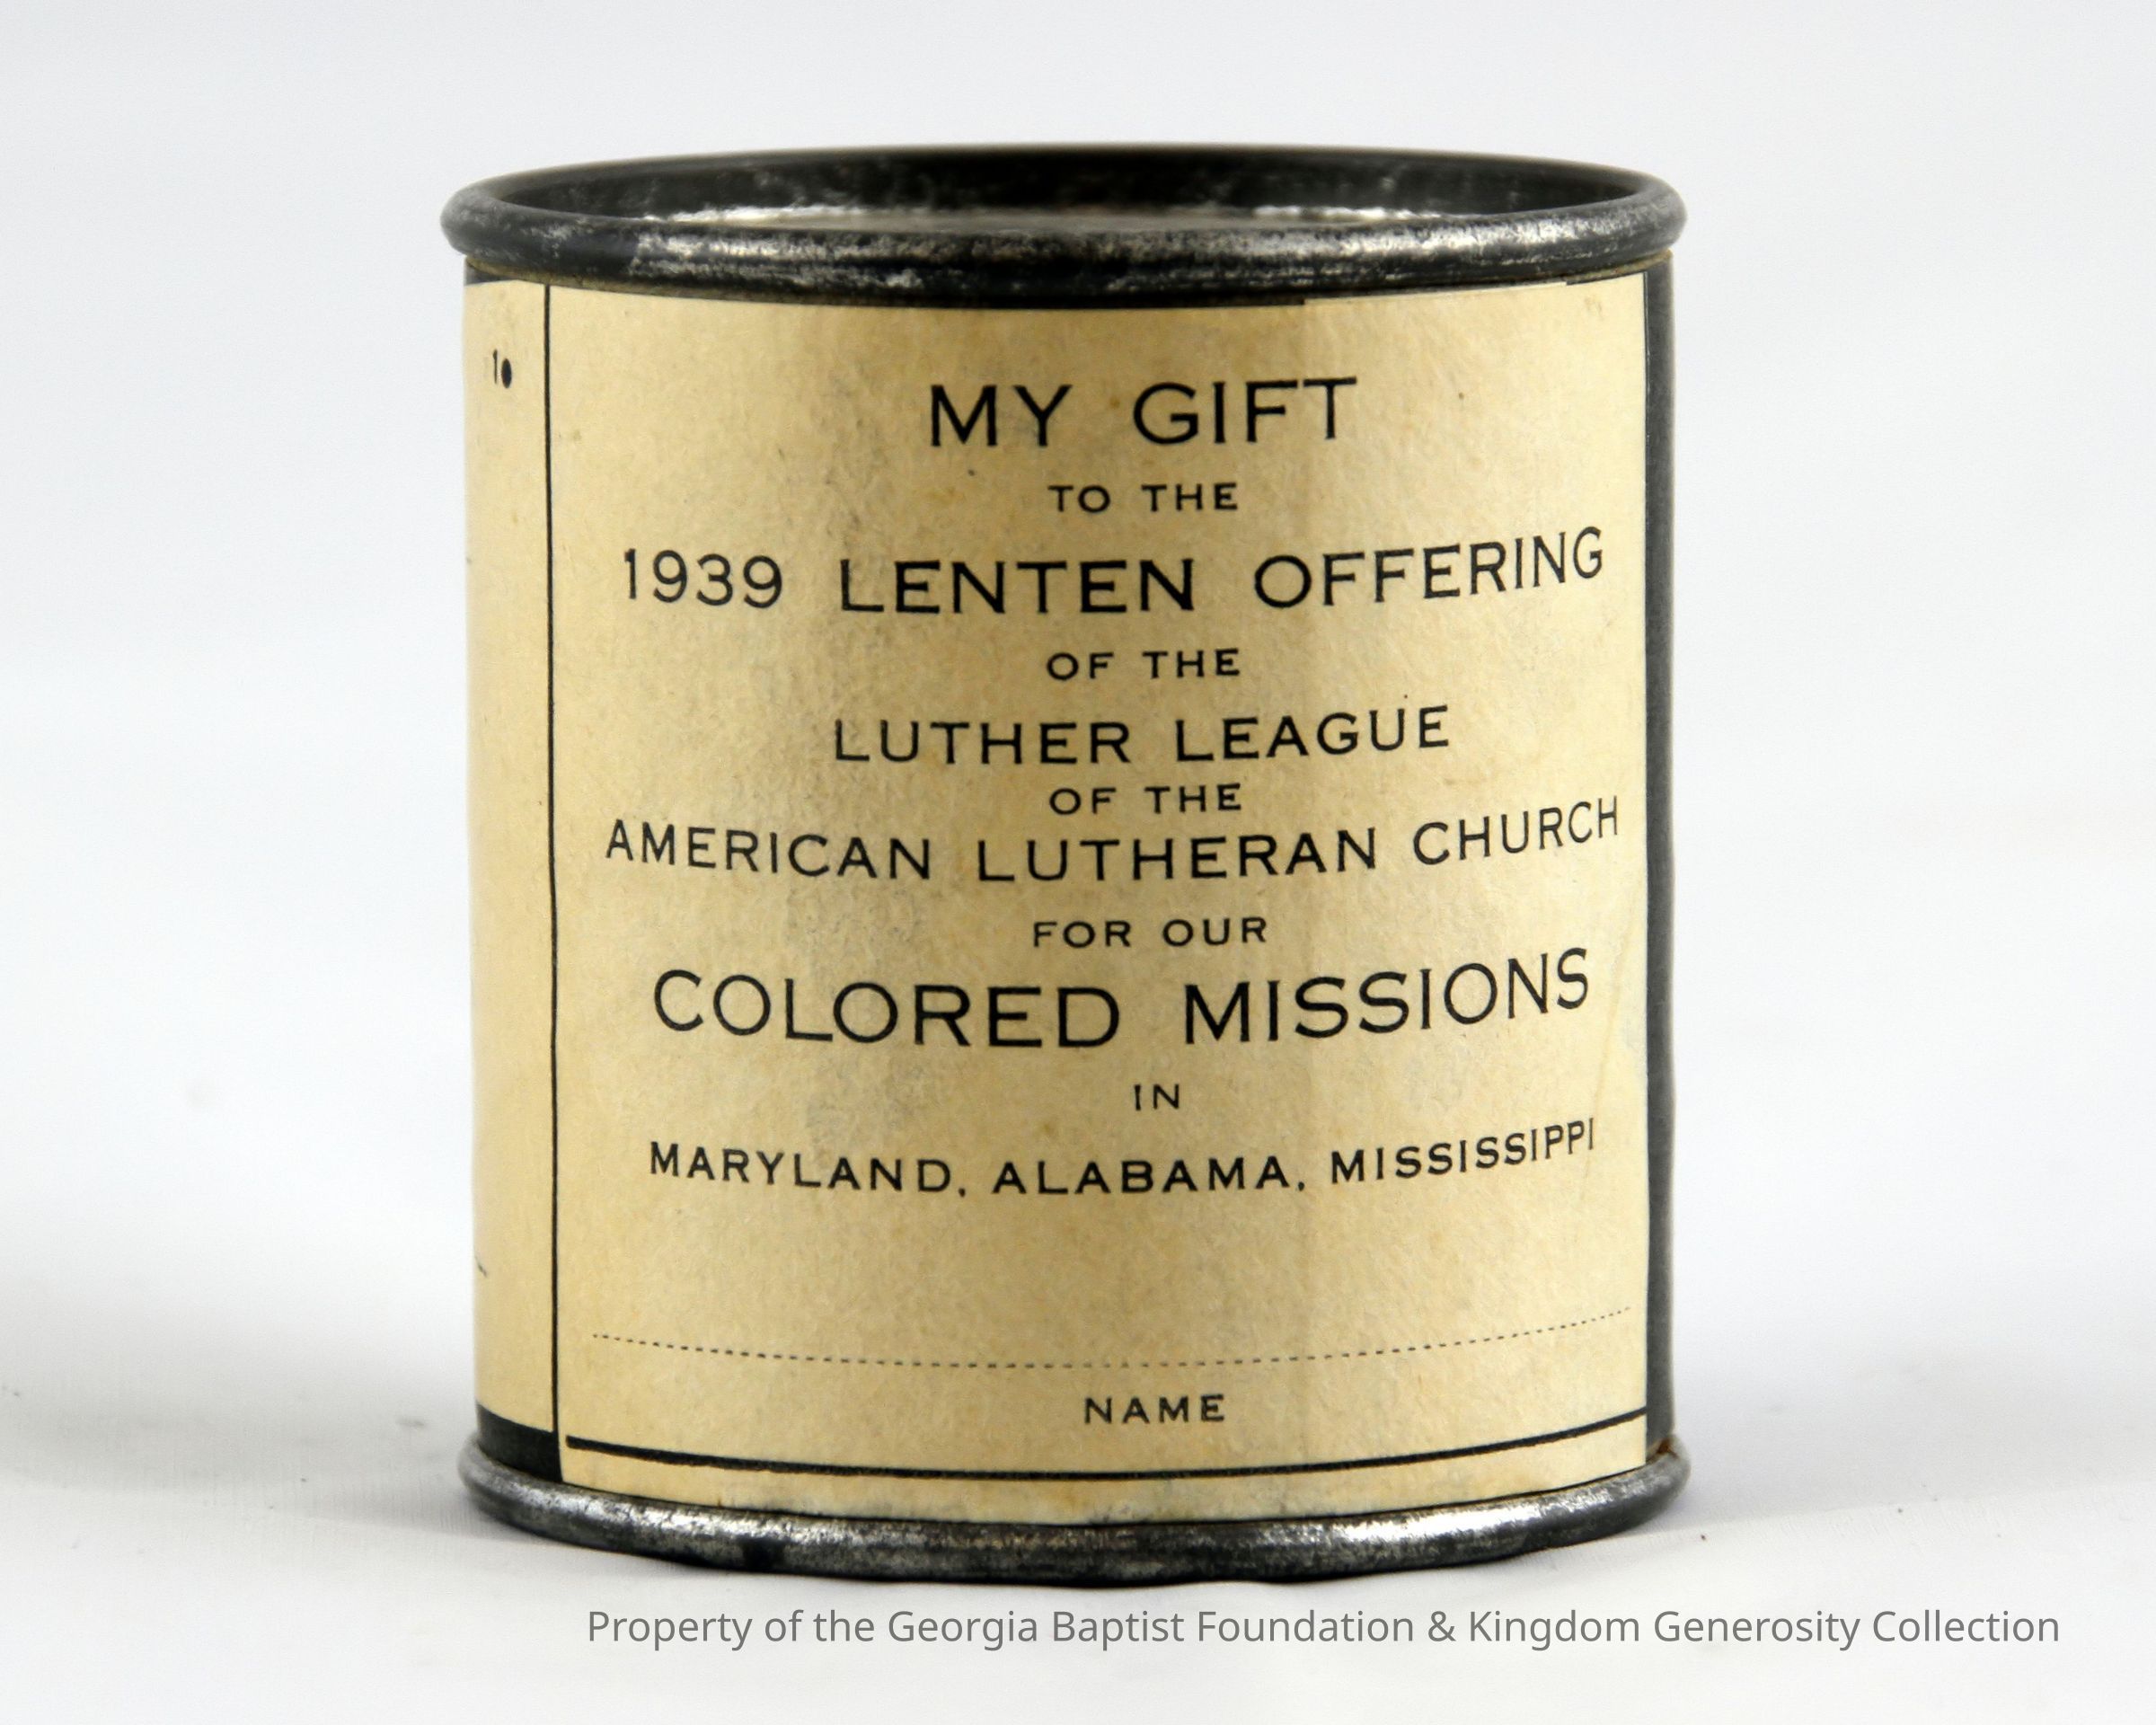 MY GIFT
TO THE
1939 LENTEN OFFERING
OF THE
LUTHER LEAGUE
OF THE
AMERICAN LUTHERAN CHURCH
FOR OUR
COLORED MISSIONS
IN
MARYLAND, ALABAMA, MISSISSIPPI
NAME
Property of the Georgia Baptist Foundation & Kingdom Generosity Collection